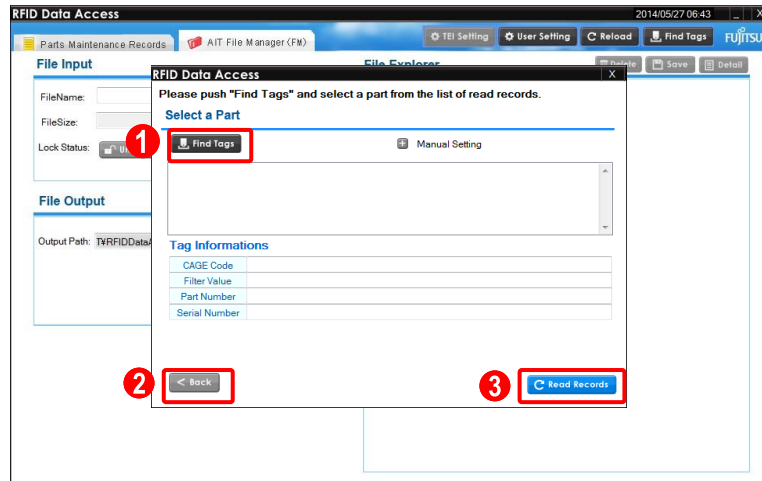 RFID Data Access
2014/05/27 06:43
_
X
Parts Maintenance Records
AIT File Manager (FM)
TEI Setting
User Setting
Reload
Find Tags
FUJITSU
File Input
File Explorer
Delete
Save
Detail
FileName:
FileSize:
Lock Status:
File Output
Output Path:
RFID Data Access
X
Please push "Find Tags" and select a part from the list of read records.
Select a Part
1
Find Tags
Manual Setting
Tag Informations
CAGE Code
Filter Value
Part Number
Serial Number
2
< Back
3
Read Records